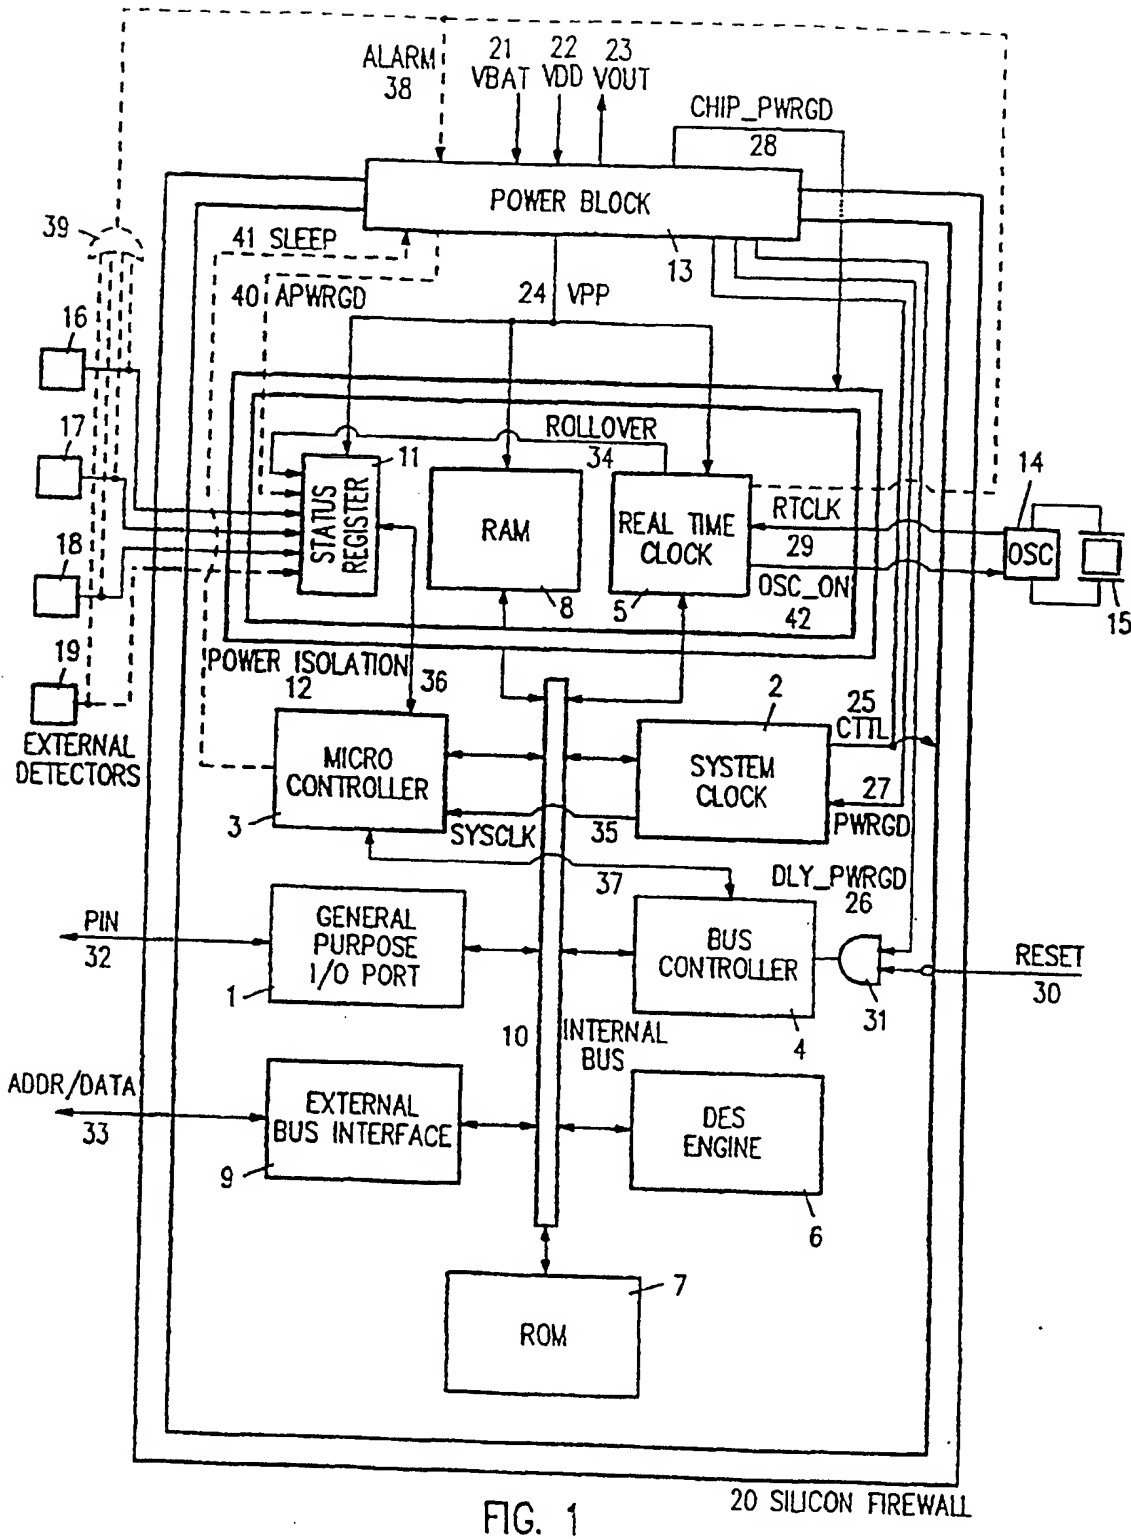 21 22 23
ALARM VBAT VDD VOUT
38
CHIP_PWRGD
28
POWER BLOCK
39
41 SLEEP
13
40 APWRGD
24 VPP
16
ROLLOVER
34
17
11
14
STATUS
REGISTER
RAM
REAL TIME
CLOCK
RTCLK
29
OSC
18
8
5
OSC_ON
42
15
POWER ISOLATION
12
36
19
2
25
CTTL
EXTERNAL
DETECTORS
MICRO
CONTROLLER
SYSTEM
CLOCK
27
PWRGD
3
SYSCLK
35
37
DLY_PWRGD
26
PIN
32
GENERAL
PURPOSE
I/O PORT
BUS
CONTROLLER
RESET
30
1
31
10
INTERNAL
BUS
4
ADDR/DATA
33
EXTERNAL
BUS INTERFACE
DES
ENGINE
9
6
7
ROM
20 SILICON FIREWALL
FIG. 1